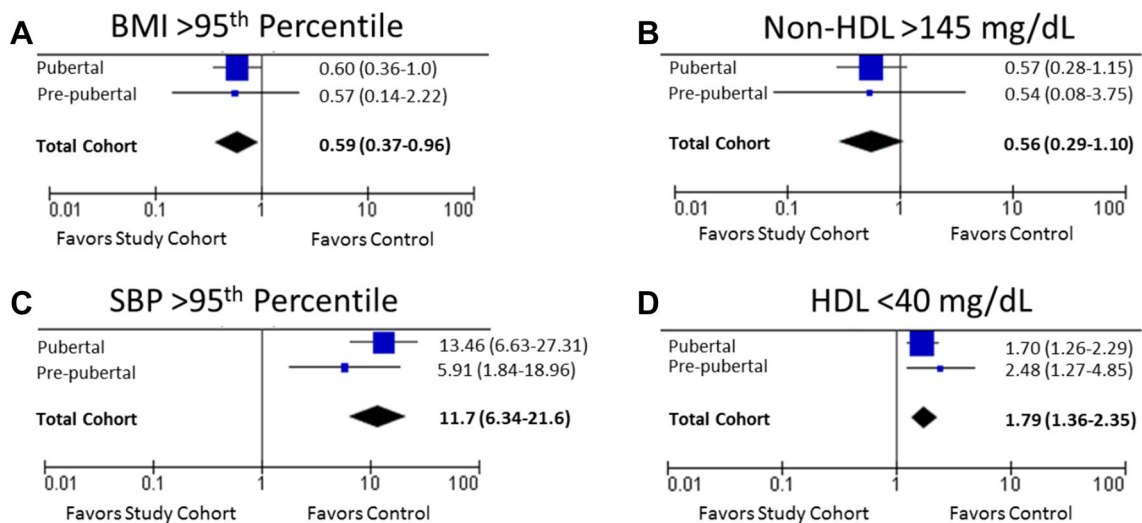 A BMI >95th Percentile
Pubertal 0.60 (0.36-1.0)
Pre-pubertal 0.57 (0.14-2.22)
Total Cohort 0.59 (0.37-0.96)
0.01 0.1 1 10 100
Favors Study Cohort Favors Control
B Non-HDL >145 mg/dL
Pubertal 0.57 (0.28-1.15)
Pre-pubertal 0.54 (0.08-3.75)
Total Cohort 0.56 (0.29-1.10)
0.01 0.1 1 10 100
Favors Study Cohort Favors Control
C SBP >95th Percentile
Pubertal 13.46 (6.63-27.31)
Pre-pubertal 5.91 (1.84-18.96)
Total Cohort 11.7 (6.34-21.6)
0.01 0.1 1 10 100
Favors Study Cohort Favors Control
D HDL <40 mg/dL
Pubertal 1.70 (1.26-2.29)
Pre-pubertal 2.48 (1.27-4.85)
Total Cohort 1.79 (1.36-2.35)
0.01 0.1 1 10 100
Favors Study Cohort Favors Control